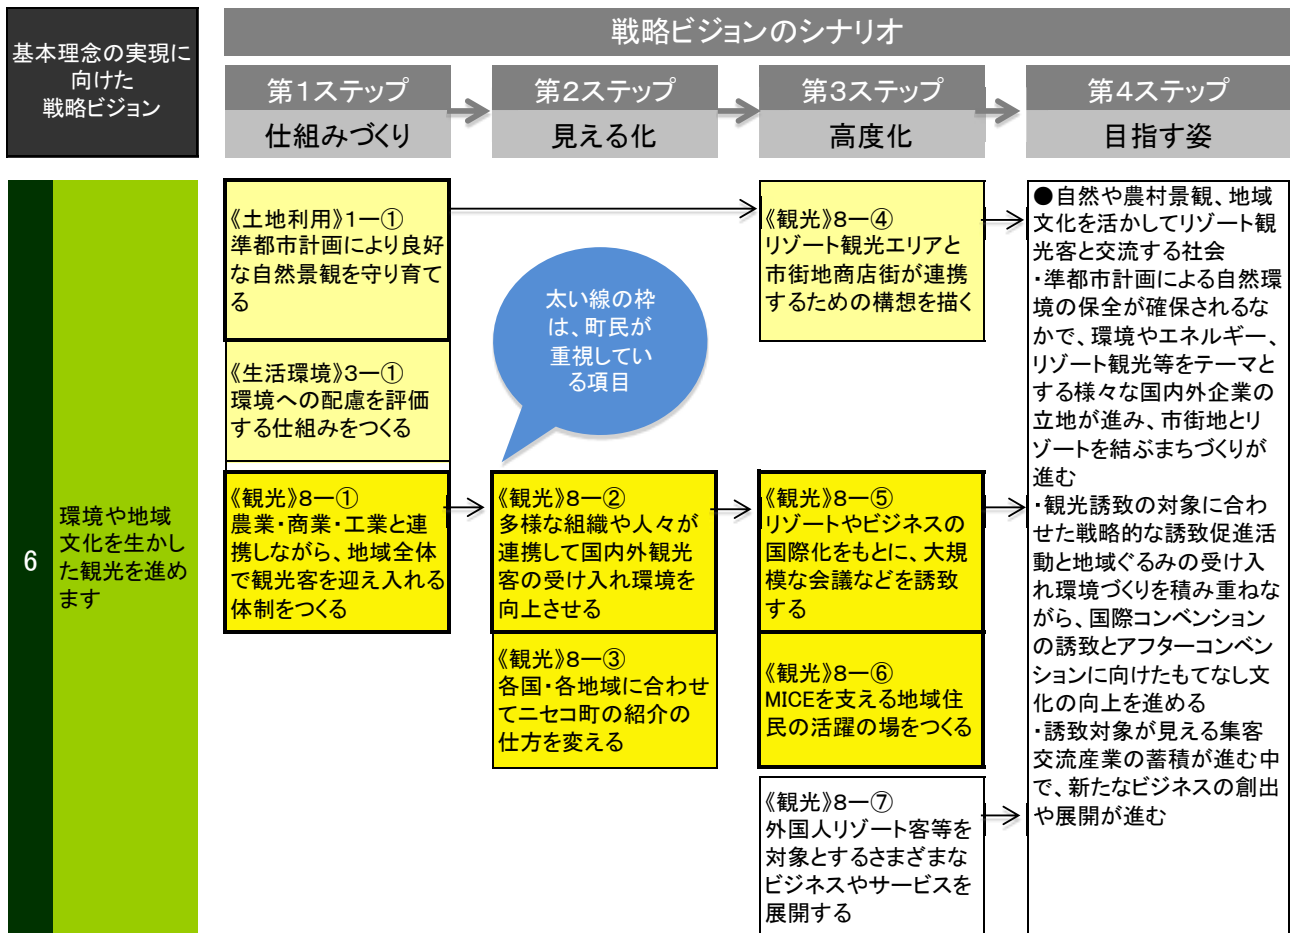 基本理念の実現に
向けた
戦略ビジョン
戦略ビジョンのシナリオ
第1ステップ
仕組みづくり
第2ステップ
見える化
第3ステップ
高度化
第4ステップ
目指す姿
6
環境や地域
文化を生かし
た観光を進め
ます
《土地利用》1―①
準都市計画により良好
な自然景観を守り育て
る
《生活環境》3―①
環境への配慮を評価
する仕組みをつくる
《観光》8―①
農業・商業・工業と連
携しながら、地域全体
で観光客を迎え入れる
体制をつくる
太い線の枠
は、町民が
重視してい
る項目
《観光》8―②
多様な組織や人々が
連携して国内外観光
客の受け入れ環境を
向上させる
《観光》8―③
各国・各地域に合わせ
てニセコ町の紹介の
仕方を変える
《観光》8―④
リゾート観光エリアと
市街地商店街が連携
するための構想を描く
《観光》8―⑤
リゾートやビジネスの
国際化をもとに、大規
模な会議などを誘致
する
《観光》8―⑥
MICEを支える地域住
民の活躍の場をつくる
《観光》8―⑦
外国人リゾート客等を
対象とするさまざまな
ビジネスやサービスを
展開する
●自然や農村景観、地域
文化を活かしてリゾート観
光客と交流する社会
・準都市計画による自然環
境の保全が確保されるな
かで、環境やエネルギー、
リゾート観光等をテーマと
する様々な国内外企業の
立地が進み、市街地とリ
ゾートを結ぶまちづくりが
進む
・観光誘致の対象に合わ
せた戦略的な誘致促進活
動と地域ぐるみの受け入
れ環境づくりを積み重ねな
がら、国際コンベンション
の誘致とアフターコンベン
ションに向けたもてなし文
化の向上を進める
・誘致対象が見える集客
交流産業の蓄積が進む中
で、新たなビジネスの創出
や展開が進む